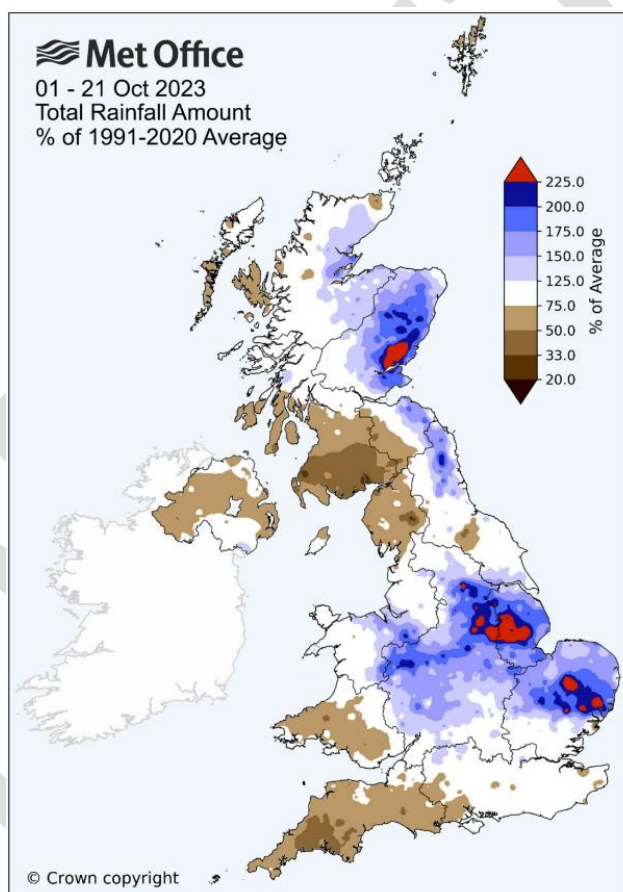 Met Office
01 - 21 Oct 2023
Total Rainfall Amount
% of 1991-2020 Average
225.0
200.0
175.0
150.0
125.0
75.0
50.0
33.0
20.0
% of Average
© Crown copyright